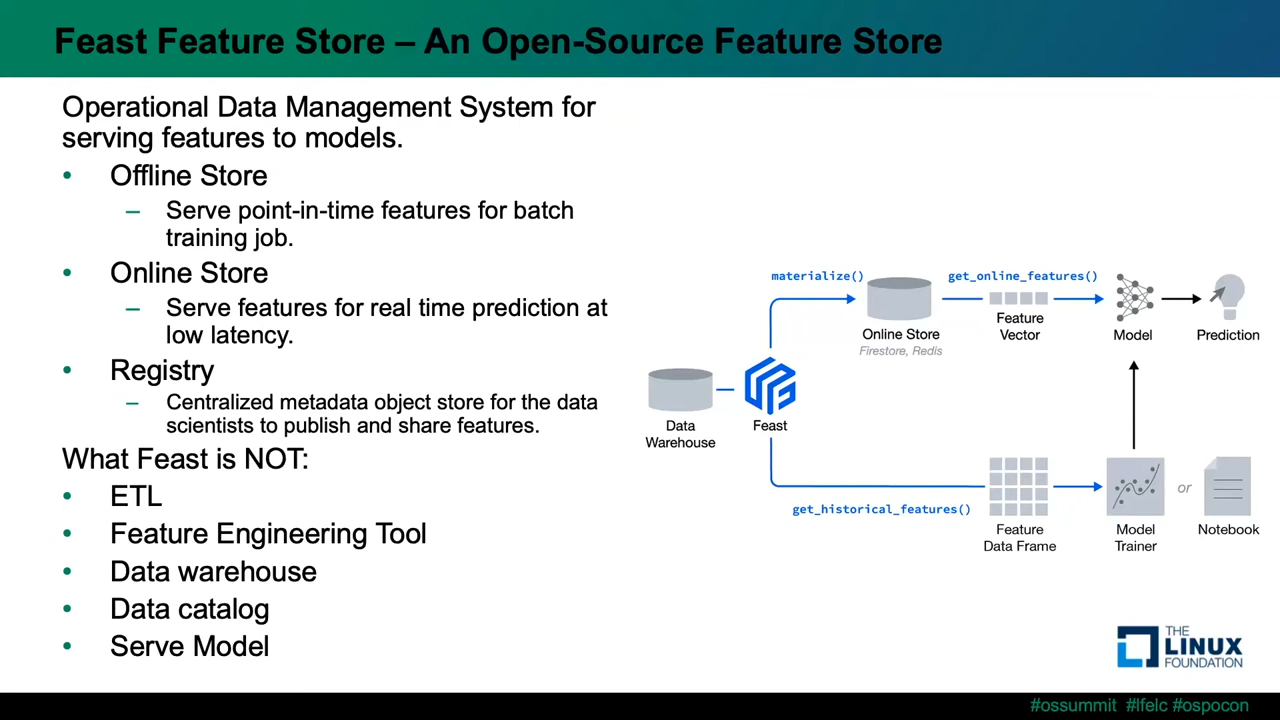 Feast Feature Store – An Open-Source Feature Store
Operational Data Management System for
serving features to models.
• Offline Store
– Serve point-in-time features for batch
training job.
• Online Store
– Serve features for real time prediction at
low latency.
• Registry
– Centralized metadata object store for the data
scientists to publish and share features.
What Feast is NOT:
• ETL
• Feature Engineering Tool
• Data warehouse
• Data catalog
• Serve Model
materialize()
get_online_features()
Online Store
Firestore, Redis
Feature
Vector
Model
Prediction
Data
Warehouse
Feast
get_historical_features()
Feature
Data Frame
Model
Trainer
or
Notebook
THE
LINUX
FOUNDATION
#ossummit #lfelc #ospocon